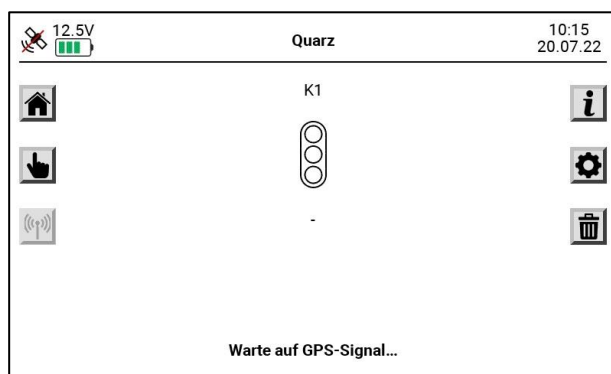 12.5V
Quarz
10:15
20.07.22
K1
-
Warte auf GPS-Signal...